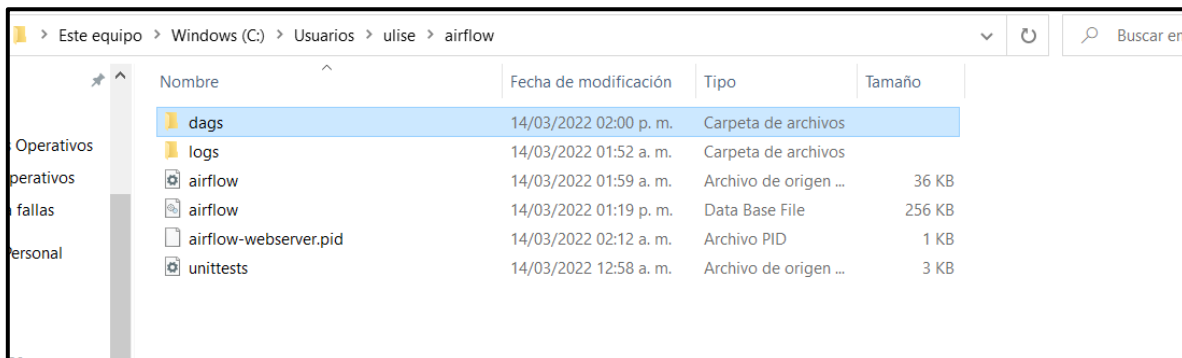 Este equipo > Windows (C:) > Usuarios > ulise > airflow Buscar en
Nombre Fecha de modificación Tipo Tamaño
dags 14/03/2022 02:00 p. m. Carpeta de archivos
Operativos logs 14/03/2022 01:52 a. m. Carpeta de archivos
perativos airflow 14/03/2022 01:59 a. m. Archivo de origen ... 36 KB
fallas airflow 14/03/2022 01:19 p. m. Data Base File 256 KB
airflow-webserver.pid 14/03/2022 02:12 a. m. Archivo PID 1 KB
Personal unittests 14/03/2022 12:58 a. m. Archivo de origen ... 3 KB